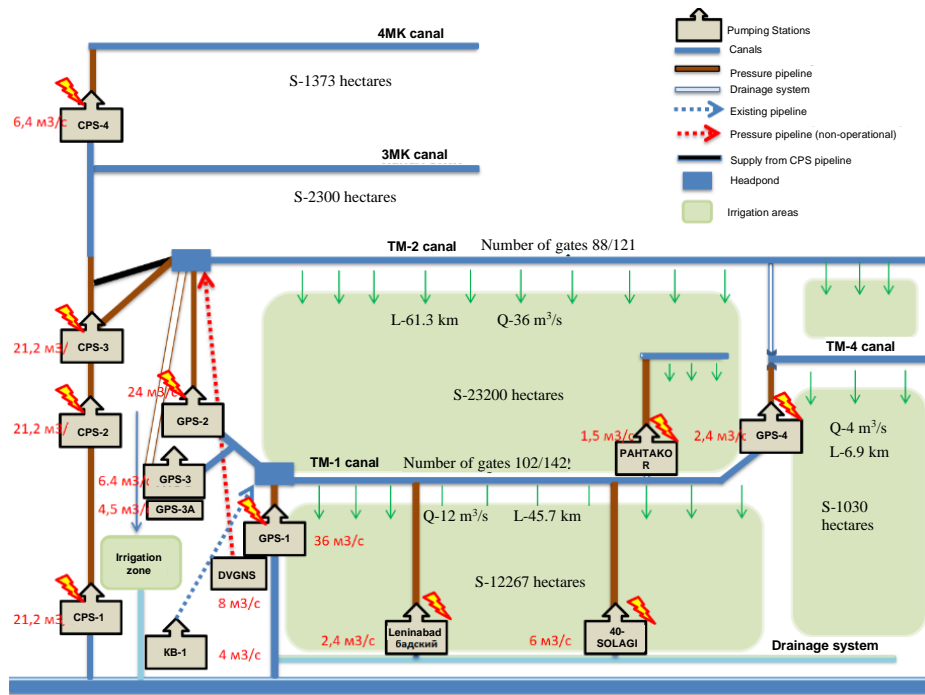 4MK canal
S-1373 hectares
6,4 м3/с
CPS-4
3MK canal
S-2300 hectares
Pumping Stations
Canals
Pressure pipeline
Drainage system
Existing pipeline
Pressure pipeline (non-operational)
Supply from CPS pipeline
Headpond
Irrigation areas
TM-2 canal
Number of gates 88/121
L-61.3 km
Q-36 m³/s
21,2 м3/
CPS-3
TM-4 canal
24 м3/с
S-23200 hectares
21,2 м3/
CPS-2
GPS-2
1,5 м3/с
PAHTAKO
R
2,4 м3/с
GPS-4
Q-4 m³/s
L-6.9 km
TM-1 canal
Number of gates 102/142
6.4 м3/с
GPS-3
4,5 м3/с
GPS-3A
S-1030
hectares
Q-12 m³/s
L-45.7 km
GPS-1
36 м3/с
Irrigation
zone
DVGNS
S-12267 hectares
8 м3/с
21,2 м3
CPS-1
KB-1
4 м3/с
2,4 м3/с
Leninabad
бадский
6 м3/с
40-
SOLAGI
Drainage system